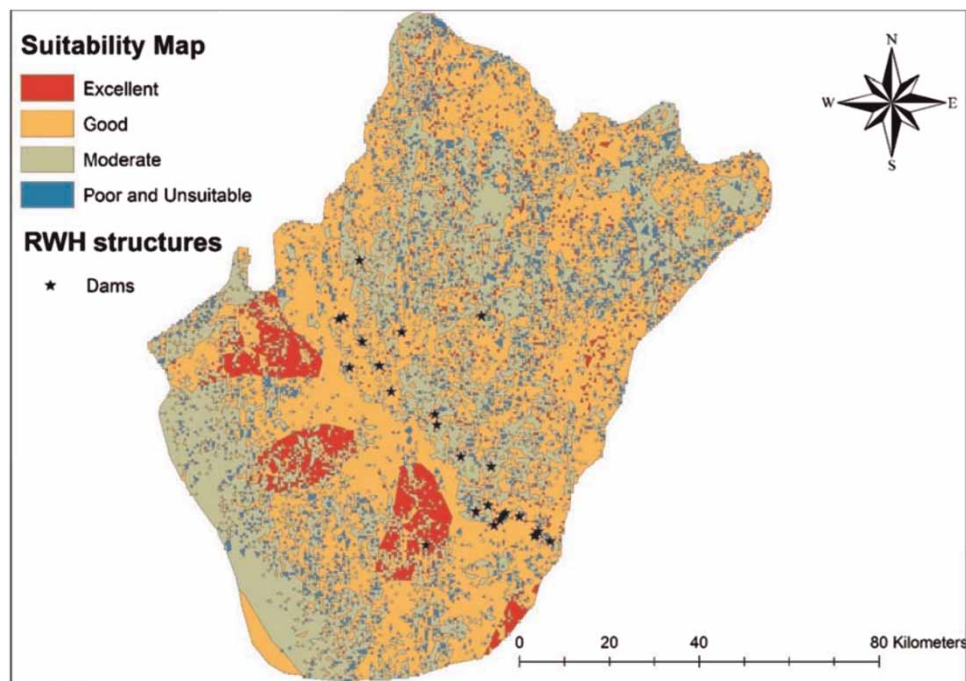 Suitability Map
Excellent
Good
Moderate
Poor and Unsuitable
RWH structures
Dams
N
W E
S
0 20 40 80 Kilometers